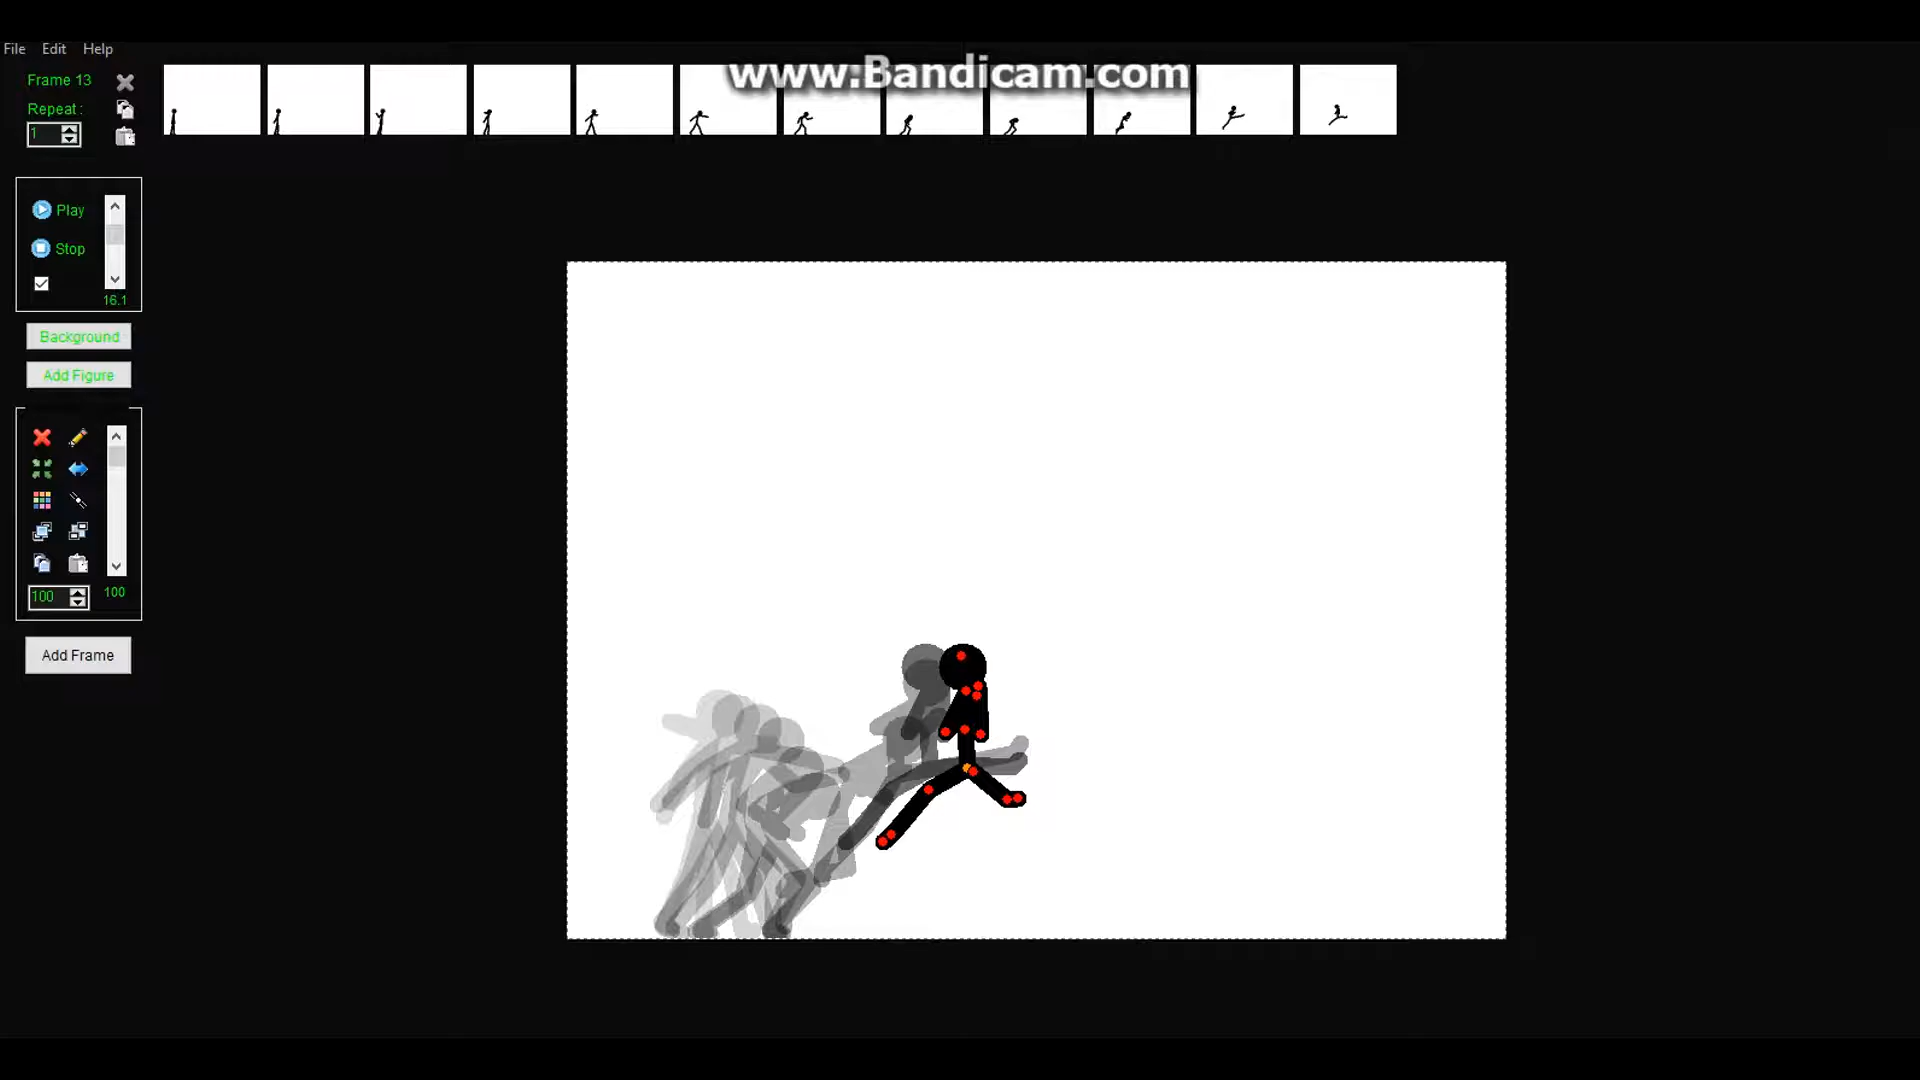 File Edit Help
www.Bandicam.com
Frame 13
Repeat :
1
Play
Stop
16.1
Background
Add Figure
100
100
Add Frame